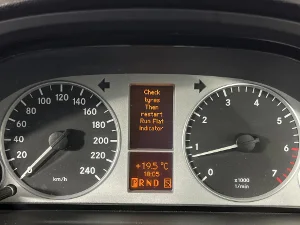 Check
tyres
Then
restart
Run Flat
Indicator
+19.5 °C
18:05
P R N D S
20 40 60 80 100 120 140 160 180 200 220 240
km/h
1 2 3 4 5 6 7
x1000
1/min